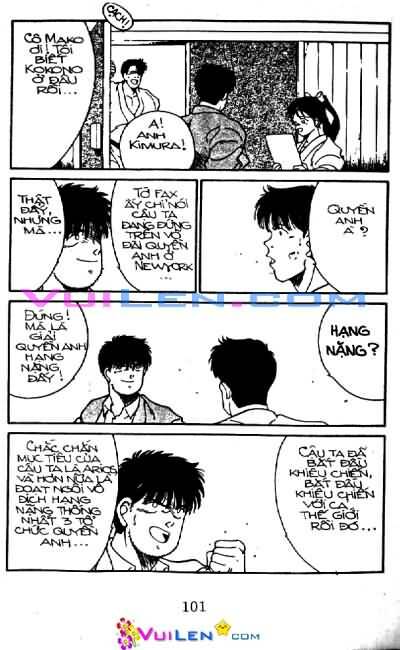 CẠCH!
CÔ MAKO
ƠI! TÔI
BIẾT
KOKONO
Ở ĐÂU
RỒI...
A!
ANH
KIMURA!
QUYỀN
ANH
À?
TỜ FAX
ẤY CHỈ NÓI
CẬU TA
ĐANG ĐỨNG
TRÊN VÕ
ĐÀI QUYỀN
ANH Ở
NEWYORK
...
THẬT
ĐẤY,
NHƯNG
MÀ...
VUILEN.COM
ĐÚNG!
MÀ LÀ
GIẢI
QUYỀN ANH
HẠNG
NẶNG
ĐẤY!
HẠNG
NẶNG?
CẬU TA ĐÃ
BẮT ĐẦU
KHIÊU CHIẾN,
BẮT ĐẦU
KHIÊU CHIẾN
VỚI CẢ
THẾ GIỚI
RỒI ĐÓ...
CHẮC CHẮN
MỤC TIÊU CỦA
CẬU TA LÀ ARICS
VÀ HƠN NỮA LÀ
ĐOẠT NGÔI VÔ
ĐỊCH HẠNG
NẶNG THỐNG
NHẤT 3 TỔ
CHỨC QUYỀN
ANH...
101
VUILEN.COM